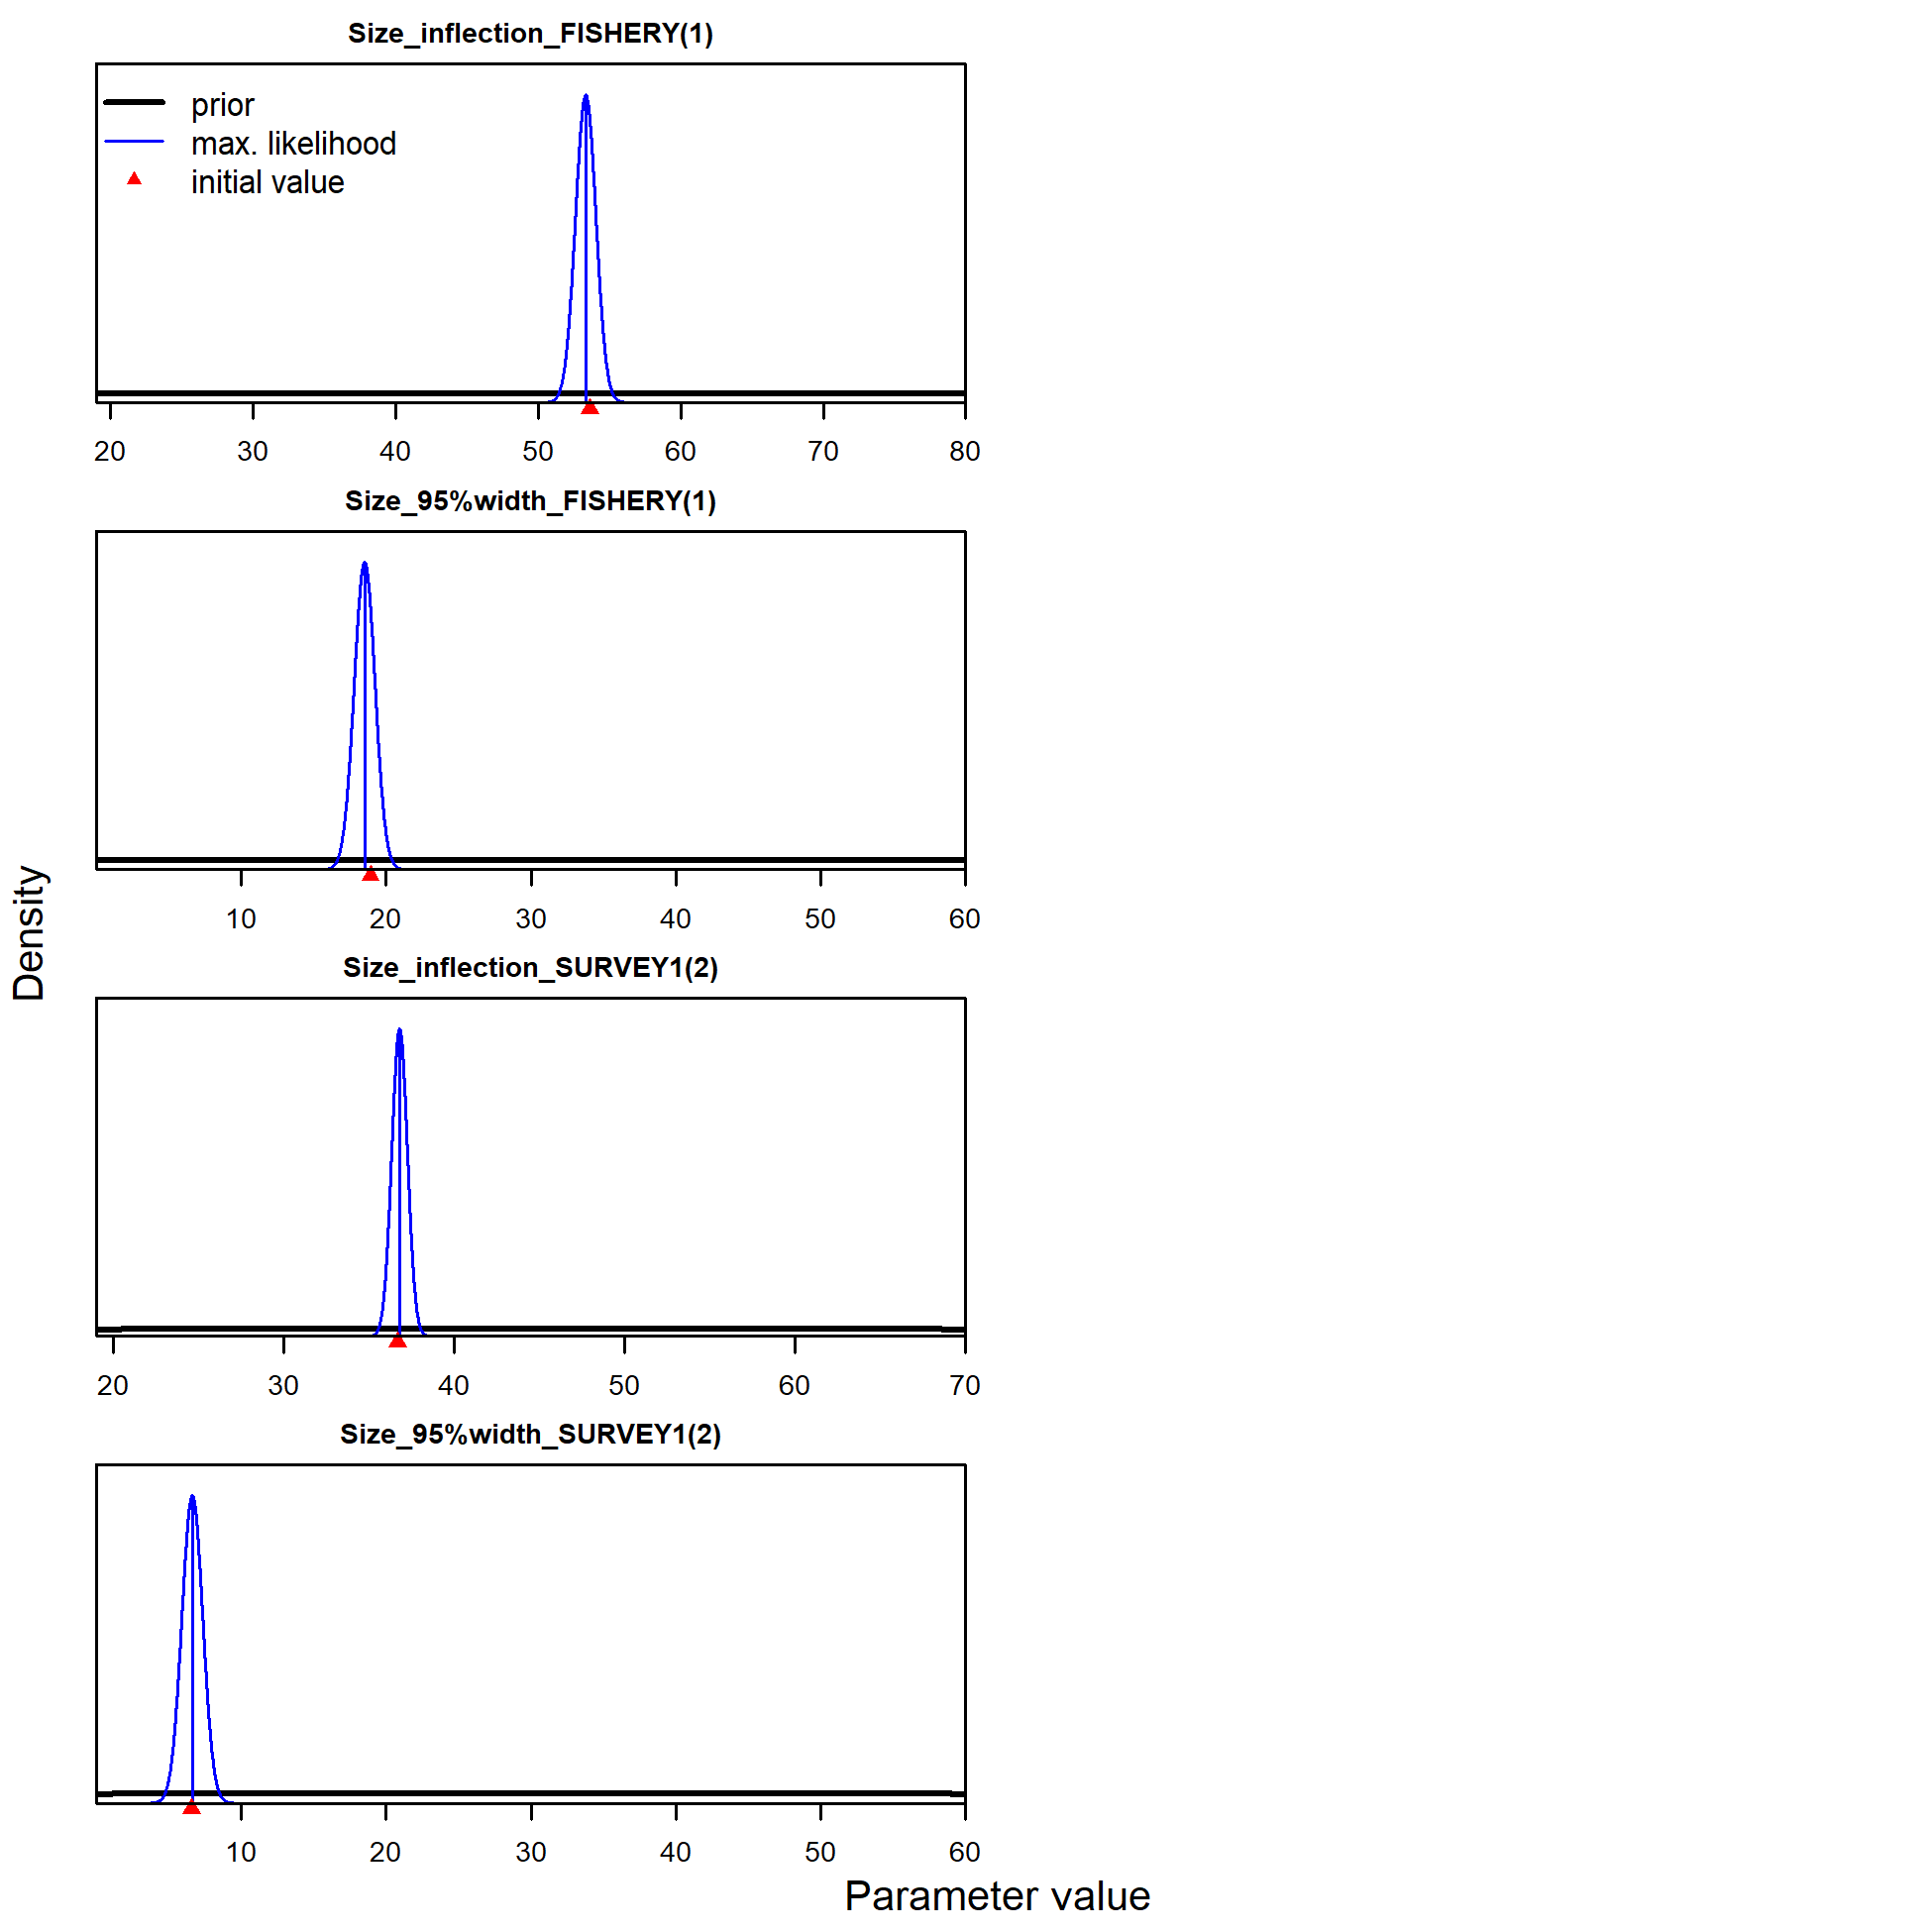 Size_inflection_FISHERY(1)
prior
max. likelihood
initial value
20 30 40 50 60 70 80
Size_95%width_FISHERY(1)
10 20 30 40 50 60
Size_inflection_SURVEY1(2)
20 30 40 50 60 70
Size_95%width_SURVEY1(2)
10 20 30 40 50 60
Density
Parameter value